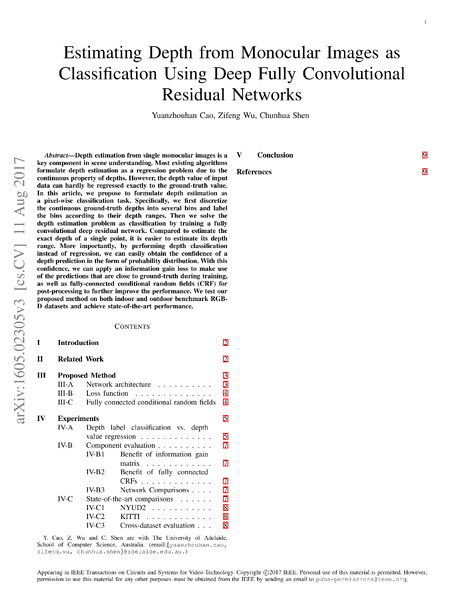 1
Estimating Depth from Monocular Images as
Classification Using Deep Fully Convolutional
Residual Networks
Yuanzhouhan Cao, Zifeng Wu, Chunhua Shen
arXiv:1605.02305v3 [cs.CV] 11 Aug 2017
Abstract—Depth estimation from single monocular images is a
key component in scene understanding. Most existing algorithms
formulate depth estimation as a regression problem due to the
continuous property of depths. However, the depth value of input
data can hardly be regressed exactly to the ground-truth value.
In this article, we propose to formulate depth estimation as
a pixel-wise classification task. Specifically, we first discretize
the continuous ground-truth depths into several bins and label
the bins according to their depth ranges. Then we solve the
depth estimation problem as classification by training a fully
convolutional deep residual network. Compared to estimate the
exact depth of a single point, it is easier to estimate its depth
range. More importantly, by performing depth classification
instead of regression, we can easily obtain the confidence of a
depth prediction in the form of probability distribution. With this
confidence, we can apply an information gain loss to make use
of the predictions that are close to ground-truth during training,
as well as fully-connected conditional random fields (CRF) for
post-processing to further improve the performance. We test our
proposed method on both indoor and outdoor benchmark RGB-
D datasets and achieve state-of-the-art performance.
CONTENTS
I Introduction 2
II Related Work 2
III Proposed Method 3
III-A Network architecture . . . . . . . . . . 3
III-B Loss function . . . . . . . . . . . . . . 4
III-C Fully connected conditional random fields 4
IV Experiments 5
IV-A Depth label classification vs. depth
value regression . . . . . . . . . . . . . 5
IV-B Component evaluation . . . . . . . . . . 7
IV-B1 Benefit of information gain
matrix . . . . . . . . . . . . 7
IV-B2 Benefit of fully connected
CRFs . . . . . . . . . . . . . 7
IV-B3 Network Comparisons . . . . 7
IV-C State-of-the-art comparisons . . . . . . 7
IV-C1 NYUD2 . . . . . . . . . . . 8
IV-C2 KITTI . . . . . . . . . . . . 8
IV-C3 Cross-dataset evaluation . . . 8
V Conclusion 9
References 9
Y. Cao, Z. Wu and C. Shen are with The University of Adelaide,
School of Computer Science, Australia. (email:{yuanzhouhan.cao,
zifeng.wu, chunhua.shen}@adelaide.edu.au.)
Appearing in IEEE Transactions on Circuits and Systems for Video Technology. Copyright ©2017 IEEE. Personal use of this material is permitted. However,
permission to use this material for any other purposes must be obtained from the IEEE by sending an email to pubs-permissions@ieee.org.